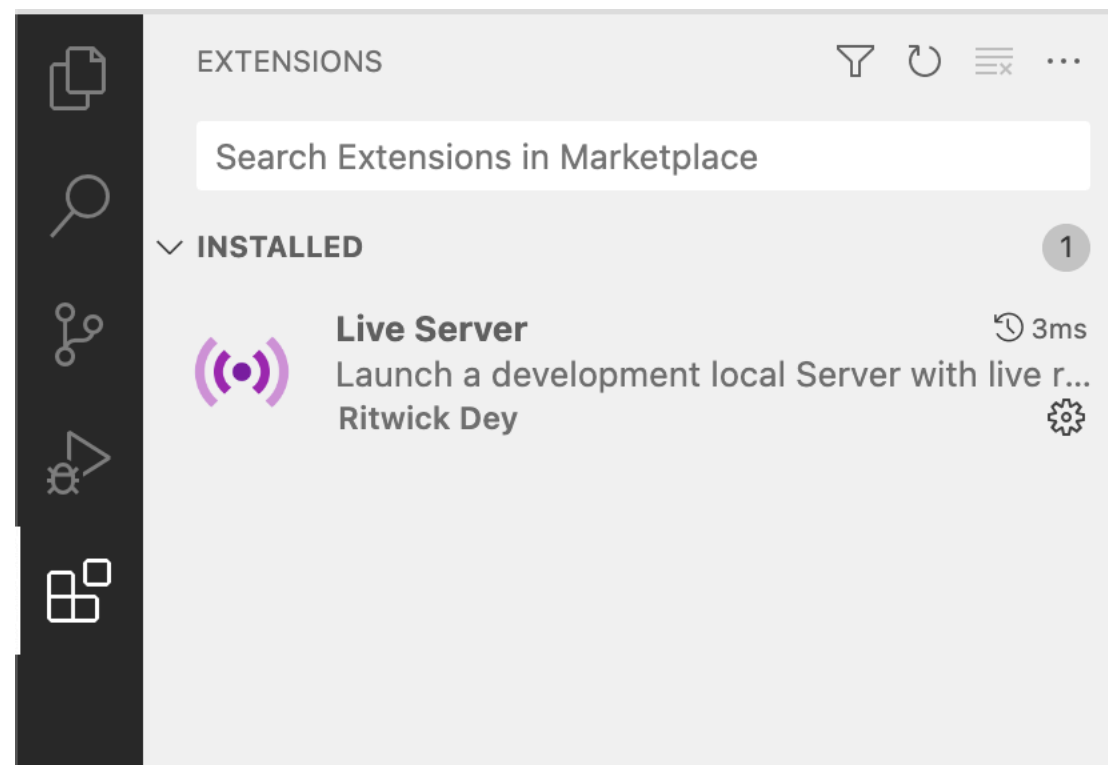 EXTENSIONS
Search Extensions in Marketplace
INSTALLED 1
Live Server 3ms
Launch a development local Server with live r...
Ritwick Dey